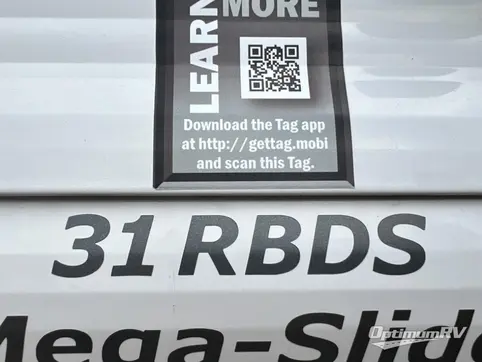 LEARN
MORE
Download the Tag app
at http://gettag.mobi
and scan this Tag.
31 RBDS
Mega-Slide
OptimumRV